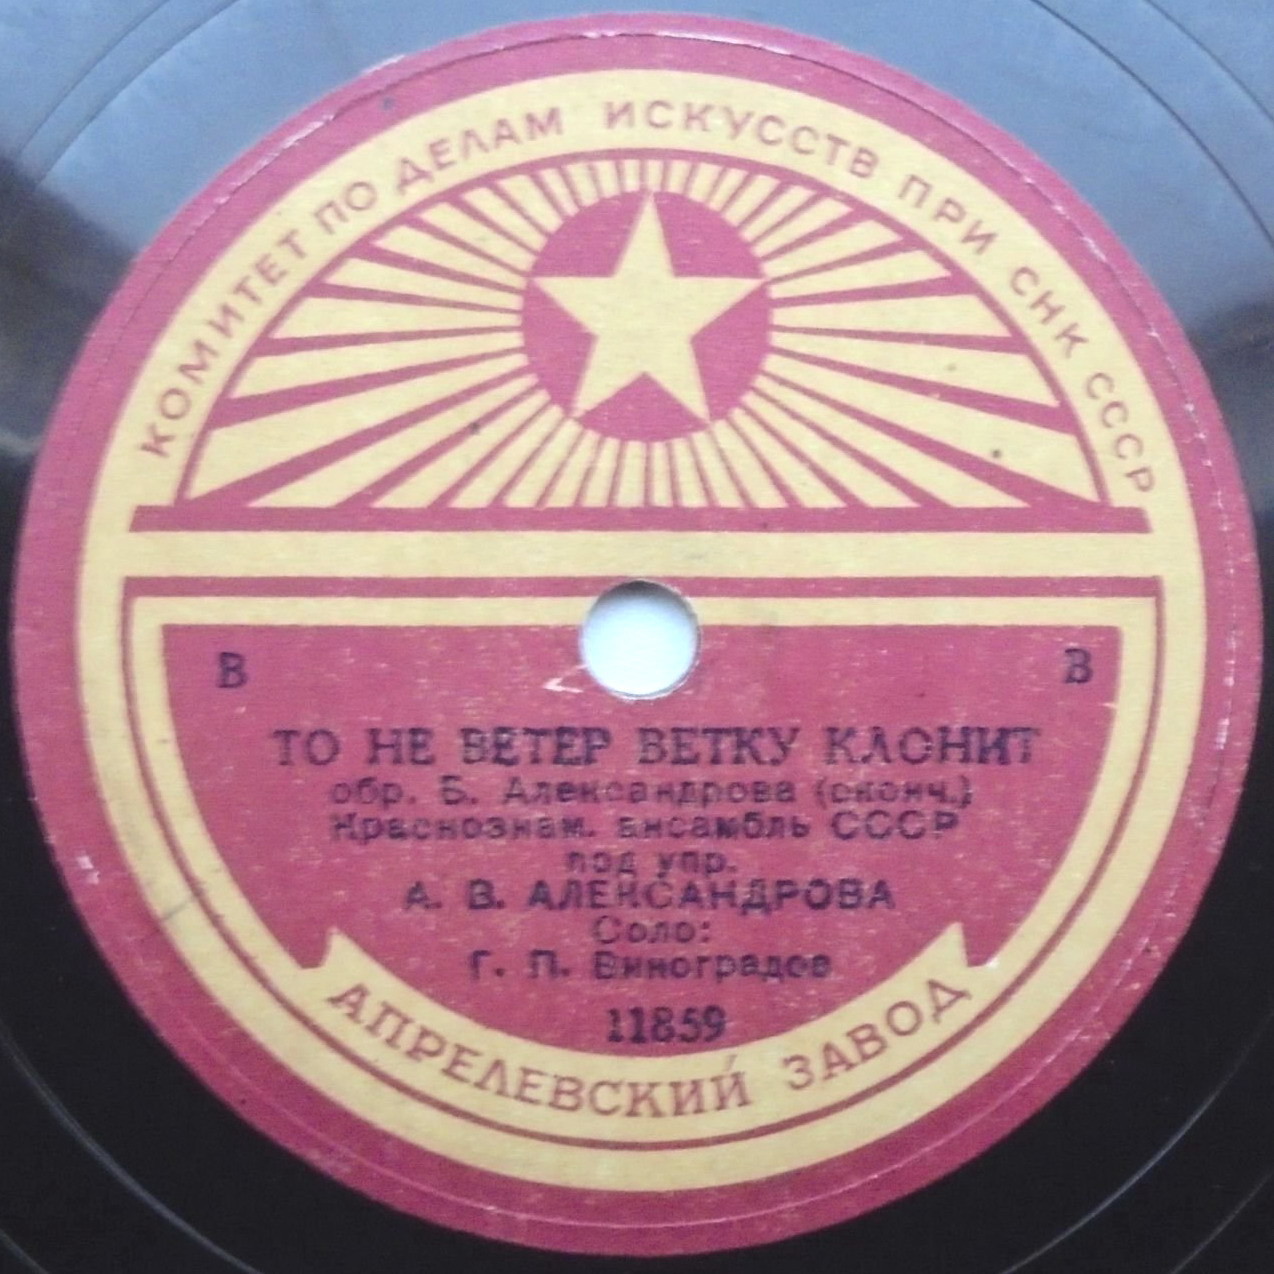 КОМИТЕТ ПО ДЕЛАМ ИСКУССТВ ПРИ СНК СССР
В В
ТО НЕ ВЕТЕР ВЕТКУ КЛОНИТ
обр. Б. Александрова (оконч.)
Краснознам. ансамбль СССР
под упр.
А. В. АЛЕКСАНДРОВА
Соло:
Г. П. Виноградов
11859
АПРЕЛЕВСКИЙ ЗАВОД